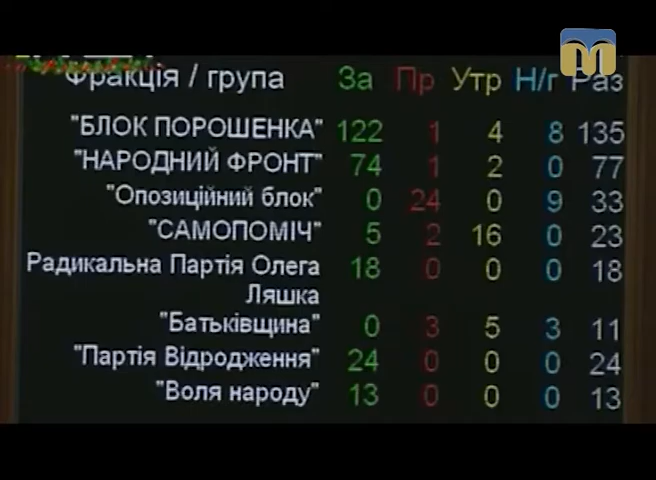 Фракція / група За Пр Утр Н/г Раз
"БЛОК ПОРОШЕНКА" 122 1 4 8 135
"НАРОДНИЙ ФРОНТ" 74 1 2 0 77
"Опозиційний блок" 0 24 0 9 33
"САМОПОМІЧ" 5 2 16 0 23
Радикальна Партія Олега 18 0 0 0 18
Ляшка
"Батьківщина" 0 3 5 3 11
"Партія Відродження" 24 0 0 0 24
"Воля народу" 13 0 0 0 13